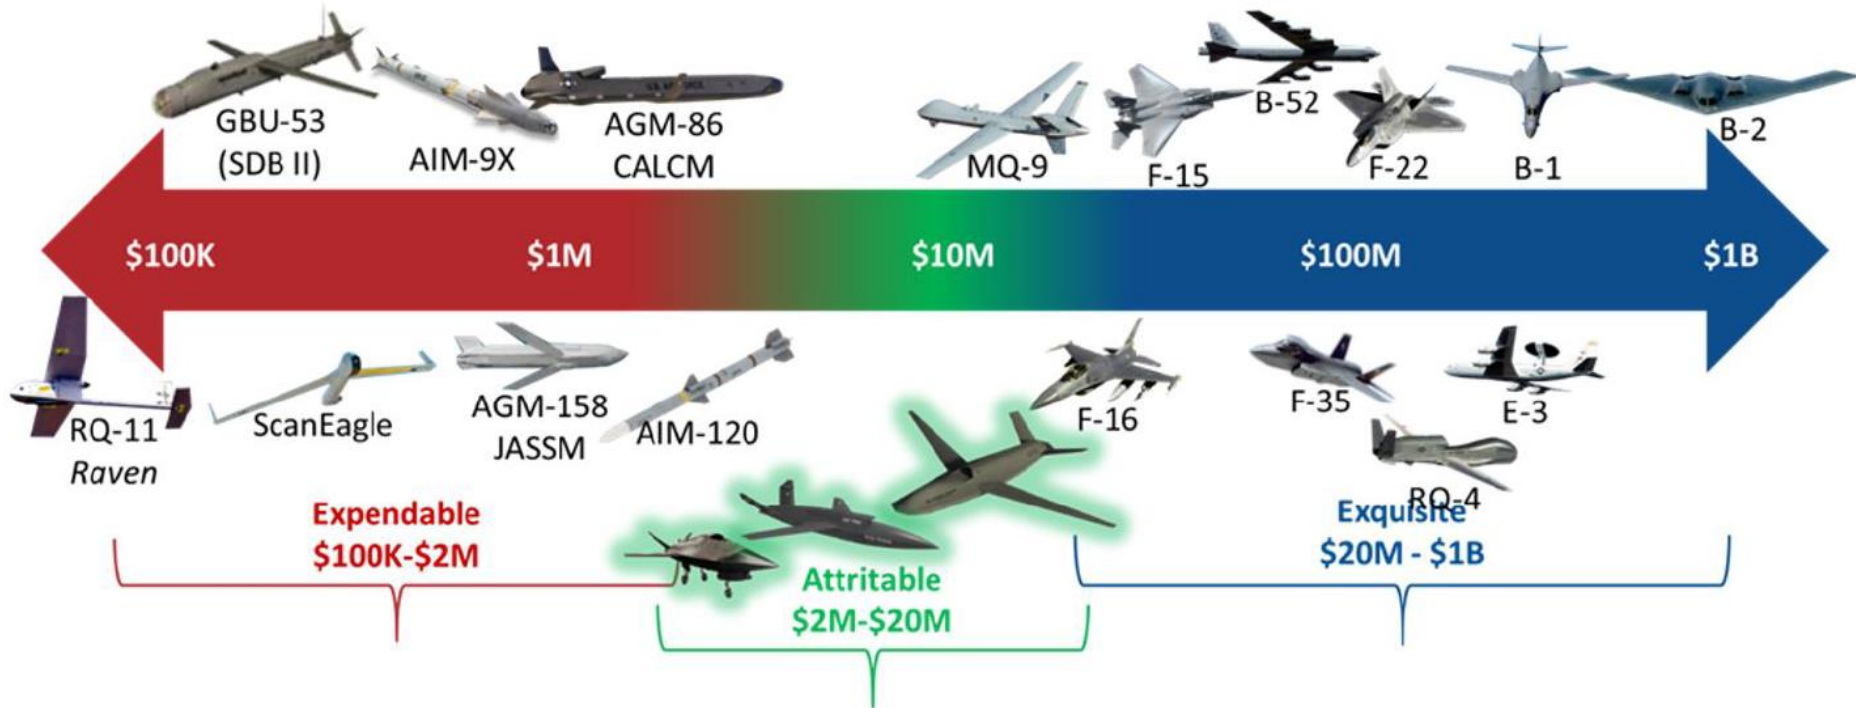 GBU-53
(SDB II)
AIM-9X
AGM-86
CALCM
MQ-9
F-15
B-52
F-22
B-1
B-2
$100K
$1M
$10M
$100M
$1B
RQ-11
Raven
ScanEagle
AGM-158
JASSM
AIM-120
F-16
F-35
E-3
RQ-4
Expendable
$100K-$2M
Attritable
$2M-$20M
Exquisite
$20M - $1B